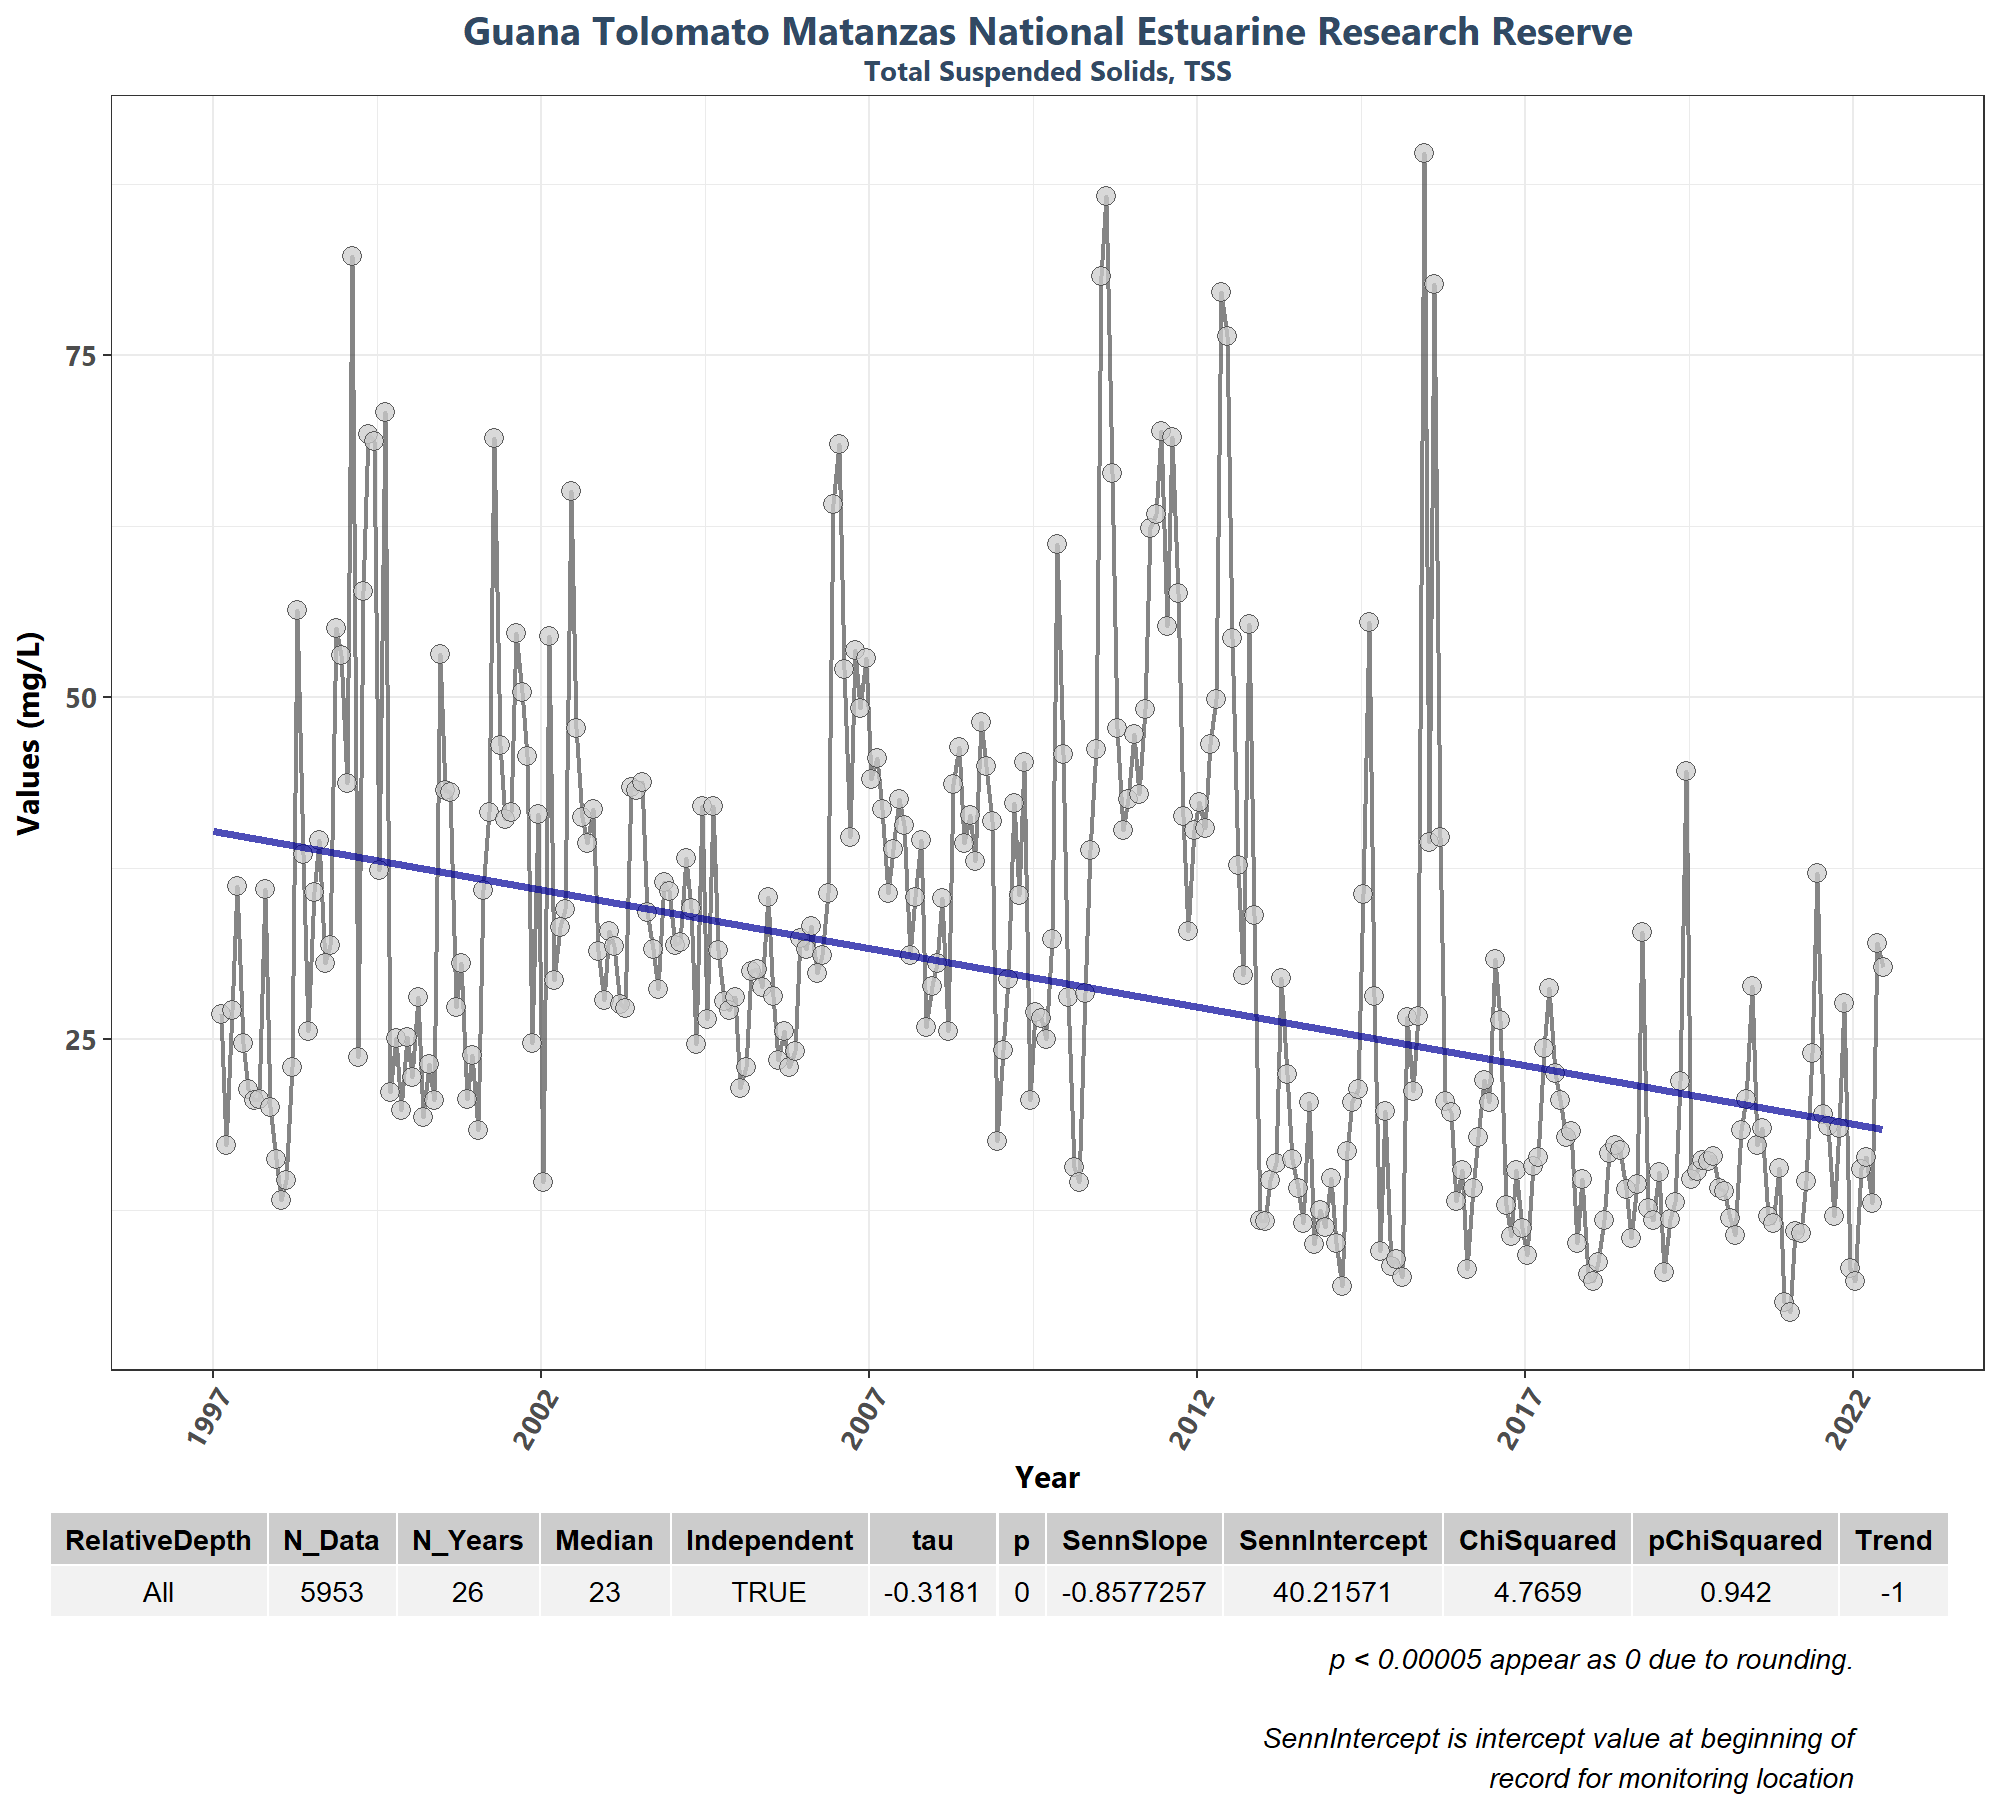 Guana Tolomato Matanzas National Estuarine Research Reserve
Total Suspended Solids, TSS
Values (mg/L)
75
50
25
1997 2002 2007 2012 2017 2022
Year
RelativeDepth N_Data N_Years Median Independent tau p SennSlope SennIntercept ChiSquared pChiSquared Trend
All 5953 26 23 TRUE -0.3181 0 -0.8577257 40.21571 4.7659 0.942 -1
p < 0.00005 appear as 0 due to rounding.
SennIntercept is intercept value at beginning of
record for monitoring location